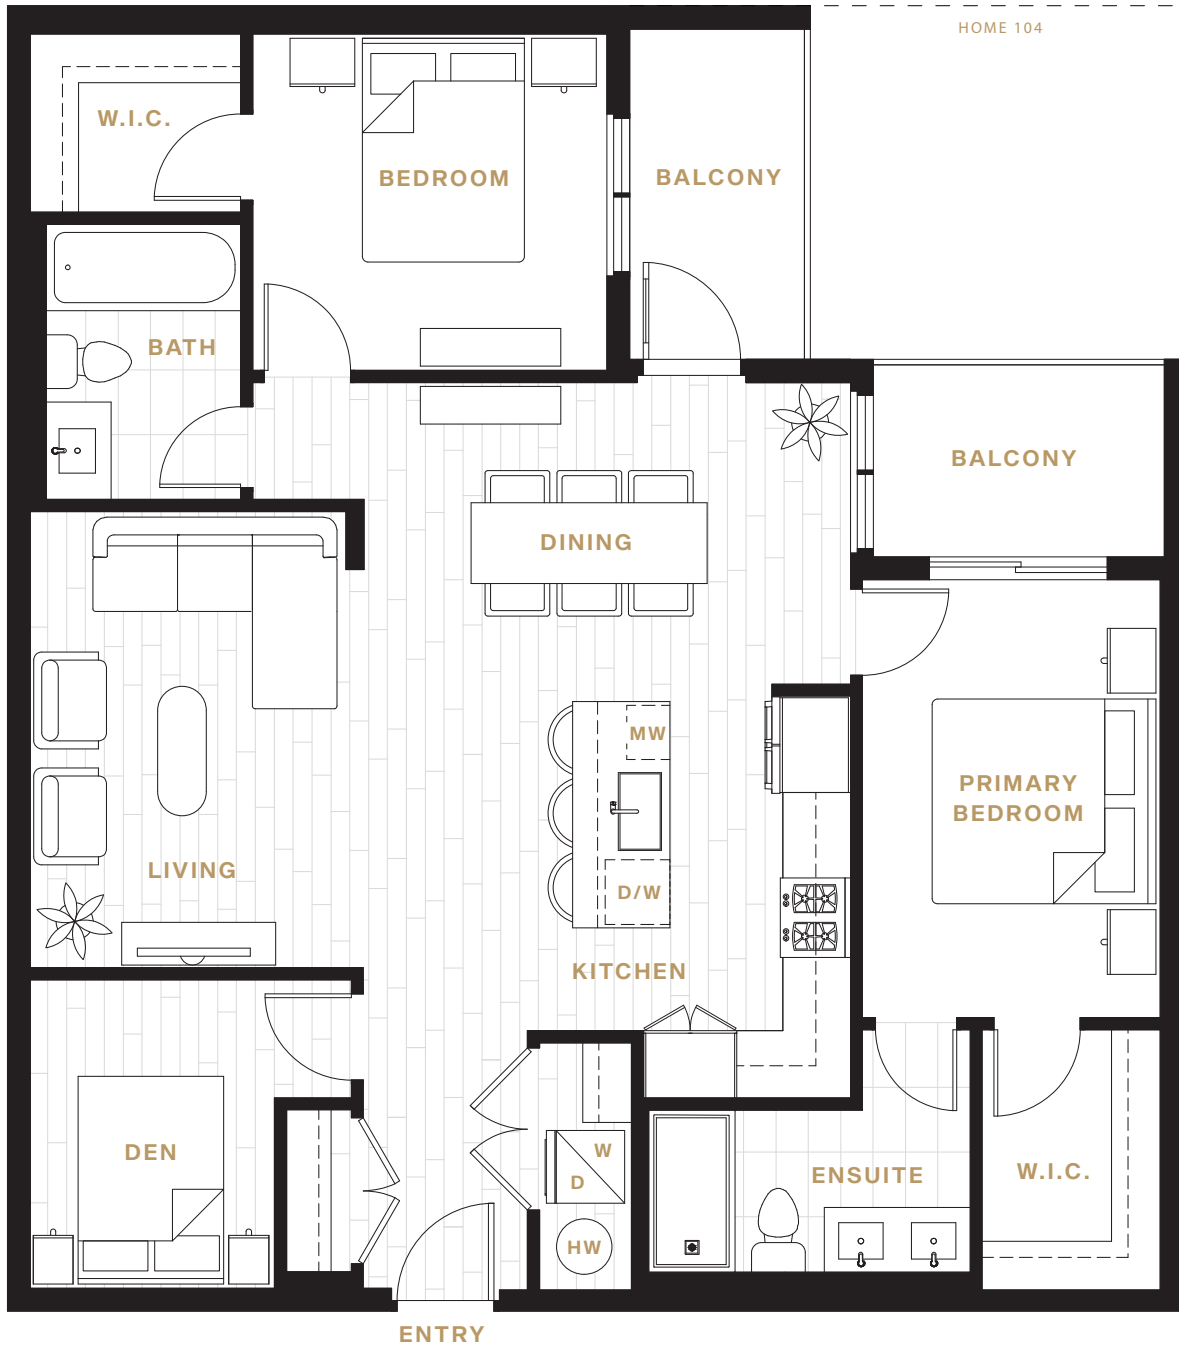 HOME 104
W.I.C.
BEDROOM
BALCONY
BATH
BALCONY
DINING
MW
PRIMARY
BEDROOM
LIVING
D/W
KITCHEN
DEN
W
D
ENSUITE
W.I.C.
HW
ENTRY